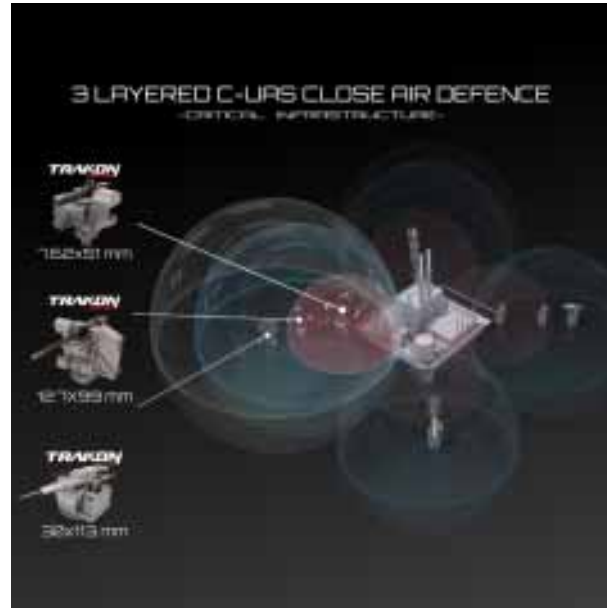 3 LAYERED C-UAS CLOSE AIR DEFENCE
-CRITICAL INFRASTRUCTURE-
TRAKON
7.62x51 mm
TRAKON
12.7x99 mm
TRAKON
30x113 mm